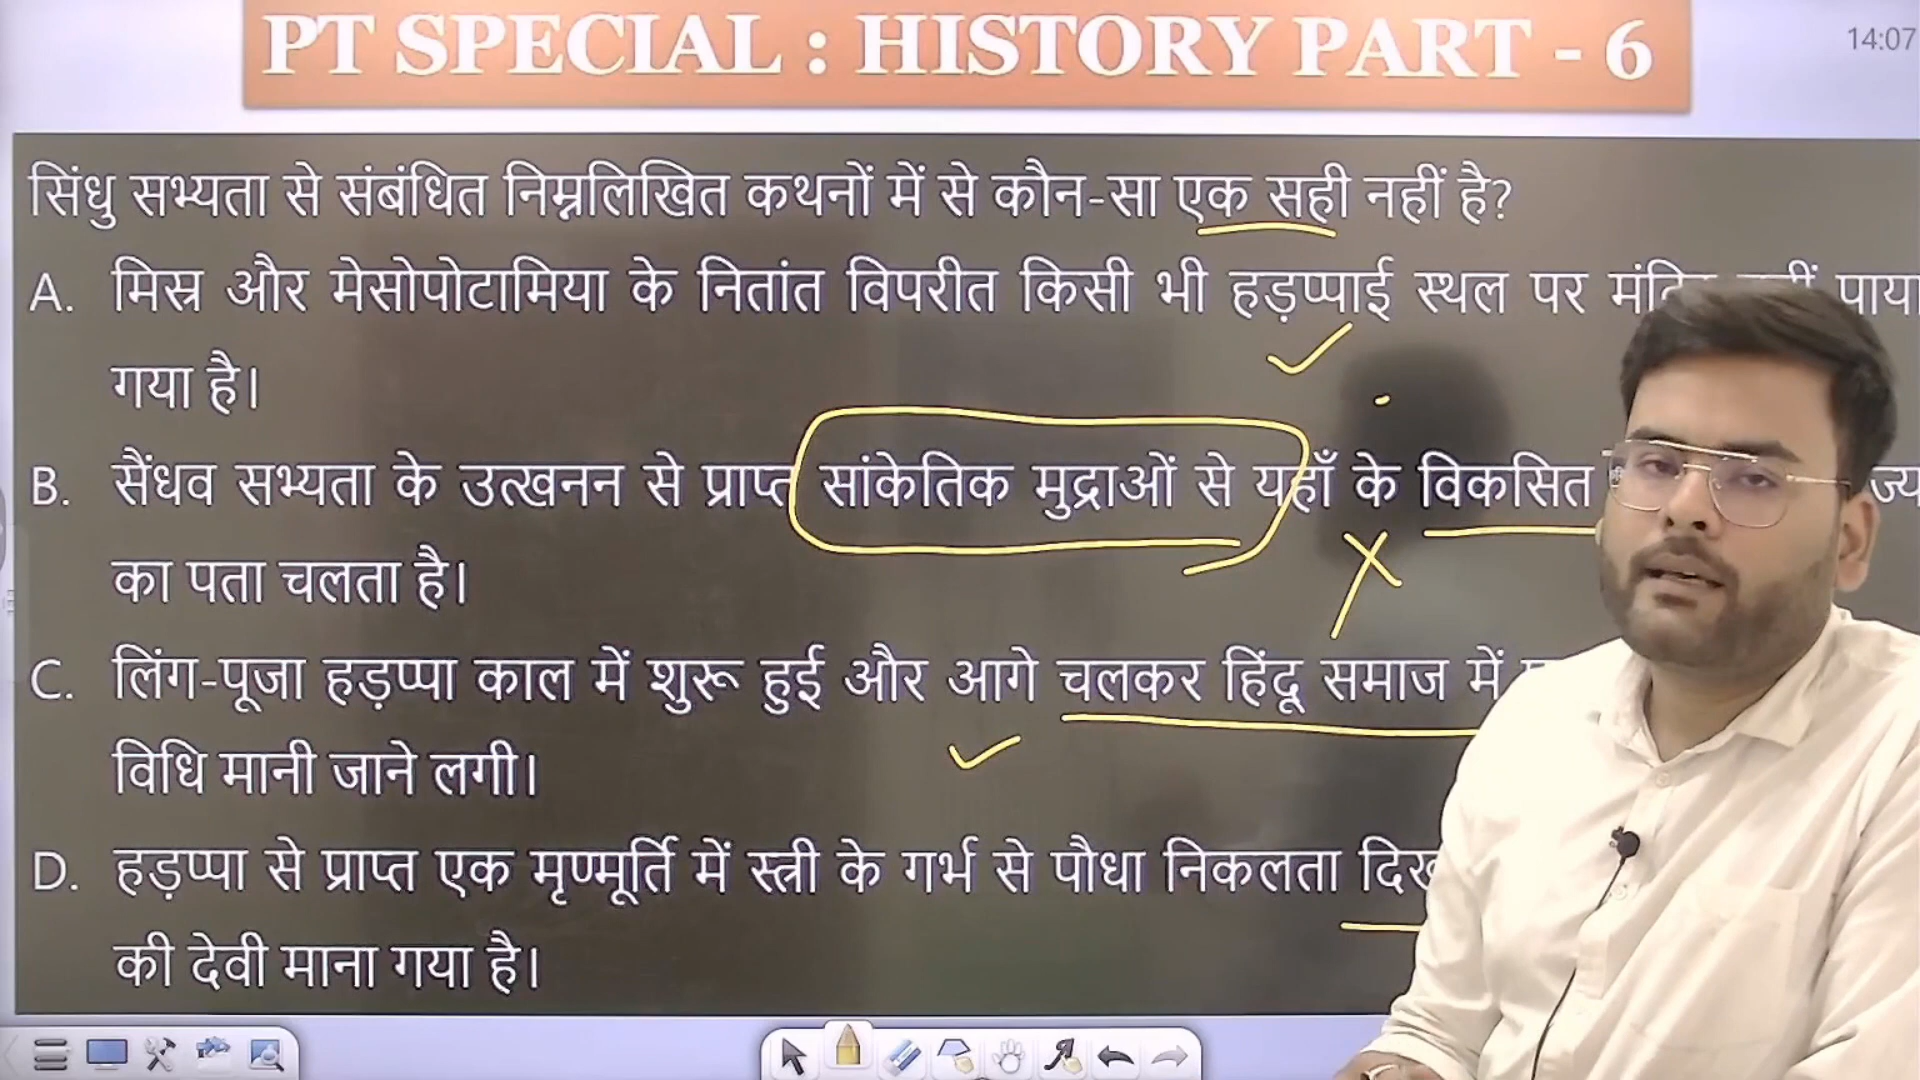 PT SPECIAL : HISTORY PART - 6
14:07
सिंधु सभ्यता से संबंधित निम्नलिखित कथनों में से कौन-सा एक सही नहीं है?
A. मिस्र और मेसोपोटामिया के नितांत विपरीत किसी भी हड़प्पाई स्थल पर पाया
गया है।
B. सैंधव सभ्यता के उत्खनन से प्राप्त सांकेतिक मुद्राओं से यहाँ के विकसित
का पता चलता है।
C. लिंग-पूजा हड़प्पा काल में शुरू हुई और आगे चलकर हिंदू समाज में
विधि मानी जाने लगी।
D. हड़प्पा से प्राप्त एक मृण्मूर्ति में स्त्री के गर्भ से पौधा निकलता
की देवी माना गया है।